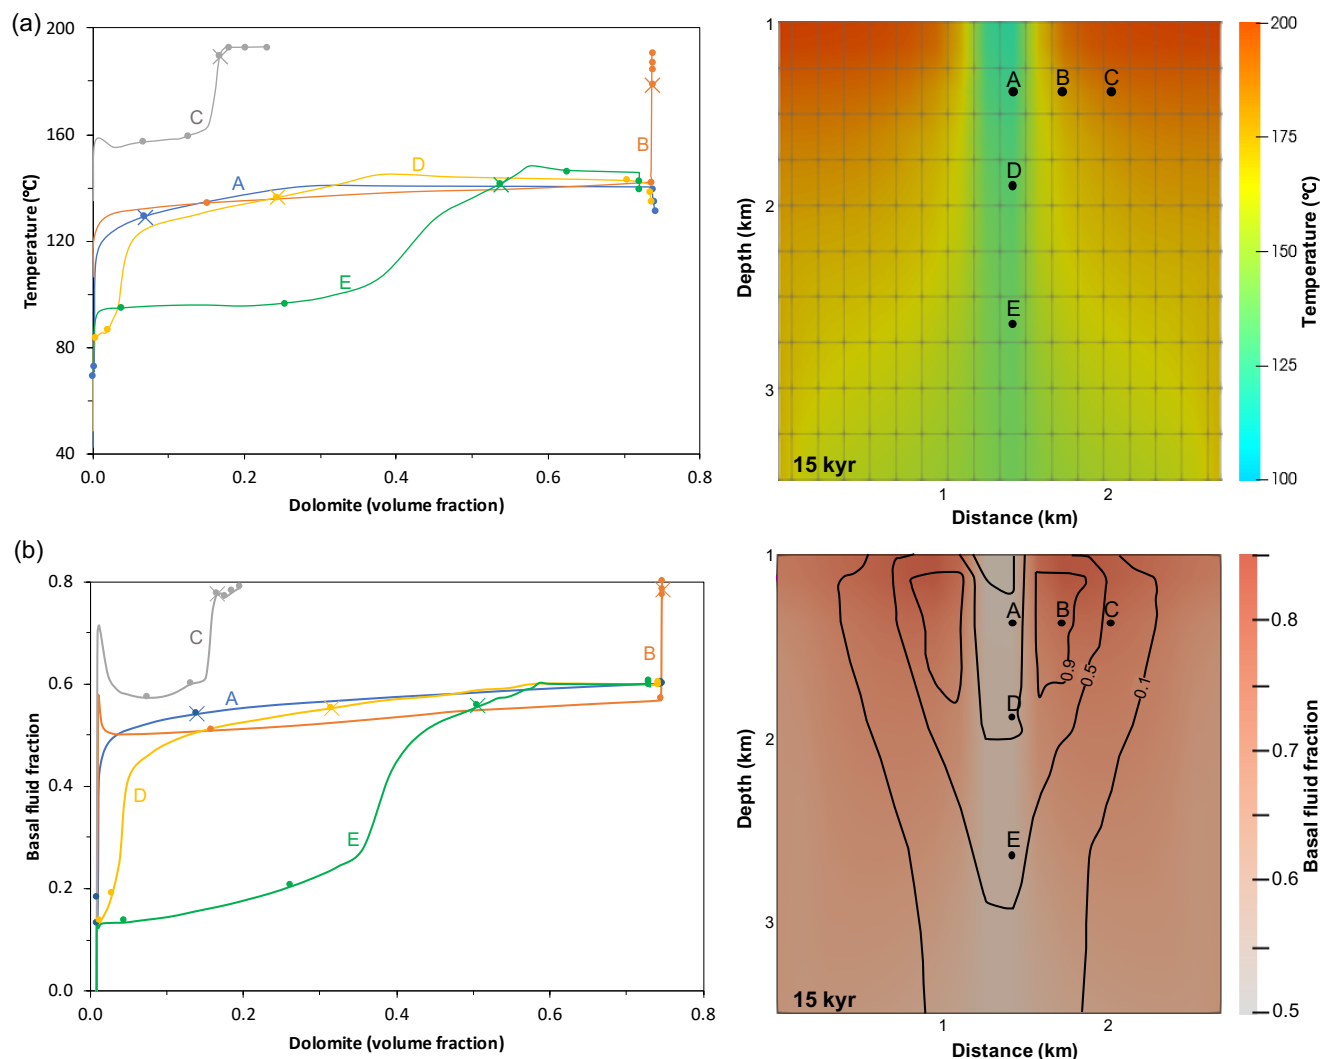 (a)
200
160
120
80
40
Temperature (°C)
C
A
D
B
E
0.0
0.2
0.4
0.6
0.8
Dolomite (volume fraction)
1
2
3
Depth (km)
A
B
C
D
E
15 kyr
1
2
Distance (km)
200
175
150
125
100
Temperature (°C)
(b)
0.8
0.6
0.4
0.2
0.0
Basal fluid fraction
C
A
B
D
E
0.0
0.2
0.4
0.6
0.8
Dolomite (volume fraction)
1
2
3
Depth (km)
A
B
C
D
E
0.9
0.5
0.1
15 kyr
1
2
Distance (km)
0.8
0.7
0.6
0.5
Basal fluid fraction